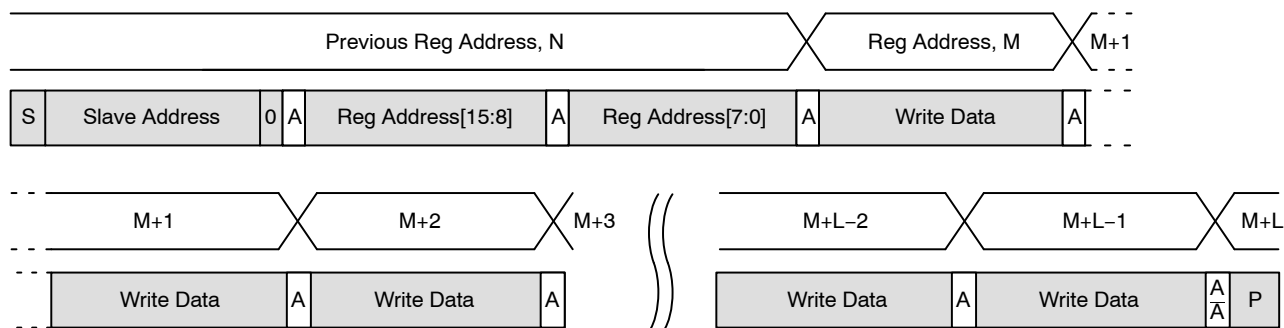 Previous Reg Address, N Reg Address, M M+1
S Slave Address 0 A Reg Address[15:8] A Reg Address[7:0] A Write Data A
M+1 M+2 M+3 M+L−2 M+L−1 M+L
Write Data A Write Data A Write Data A Write Data A/A̅ P